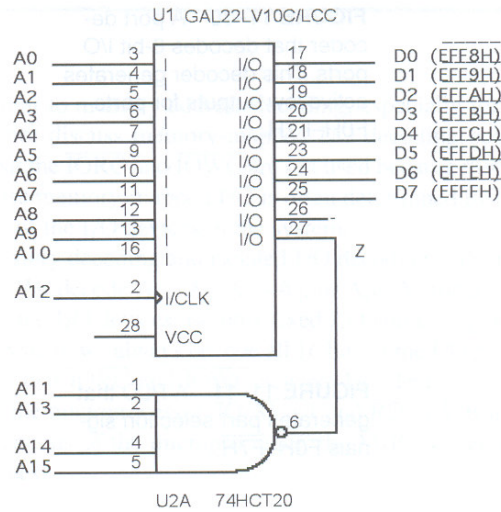 U1 GAL22LV10C/LCC
A0 3 I I/O 17 D0 (EFF8H)
A1 4 I I/O 18 D1 (EFF9H)
A2 5 I I/O 19 D2 (EFFAH)
A3 6 I I/O 20 D3 (EFFBH)
A4 7 I I/O 21 D4 (EFFCH)
A5 9 I I/O 23 D5 (EFFDH)
A6 10 I I/O 24 D6 (EFFEH)
A7 11 I I/O 25 D7 (EFFFH)
A8 12 I I/O 26
A9 13 I I/O 27
A10 16 I Z
A12 2 I/CLK
28 VCC
A11 1
A13 2 6
A14 4
A15 5
U2A 74HCT20